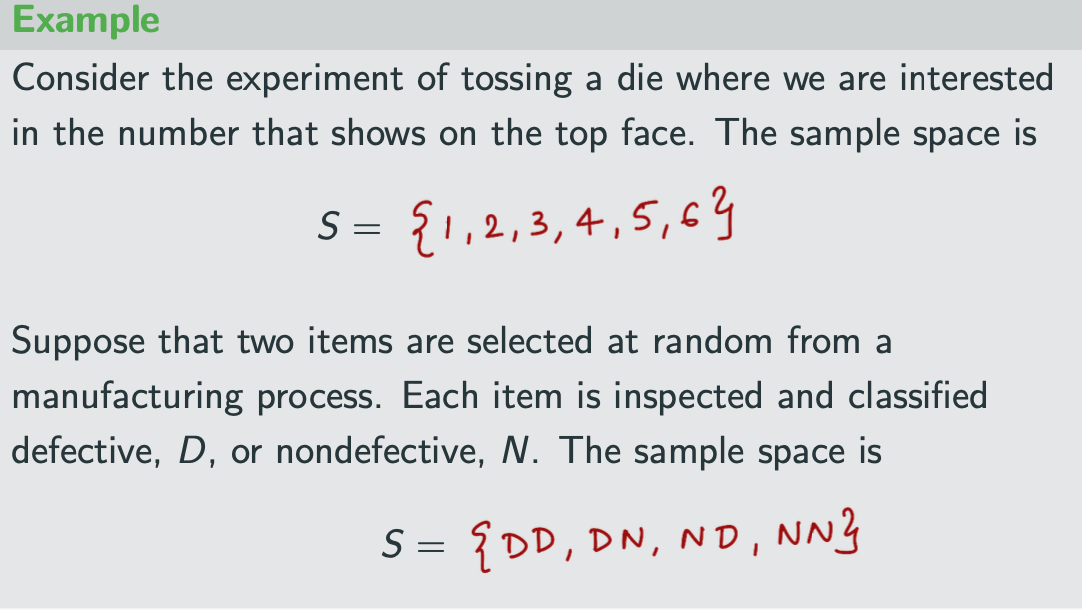 Example
Consider the experiment of tossing a die where we are interested
in the number that shows on the top face. The sample space is
S = {1, 2, 3, 4, 5, 6}
Suppose that two items are selected at random from a
manufacturing process. Each item is inspected and classified
defective, D, or nondefective, N. The sample space is
S = {DD, DN, ND, NN}